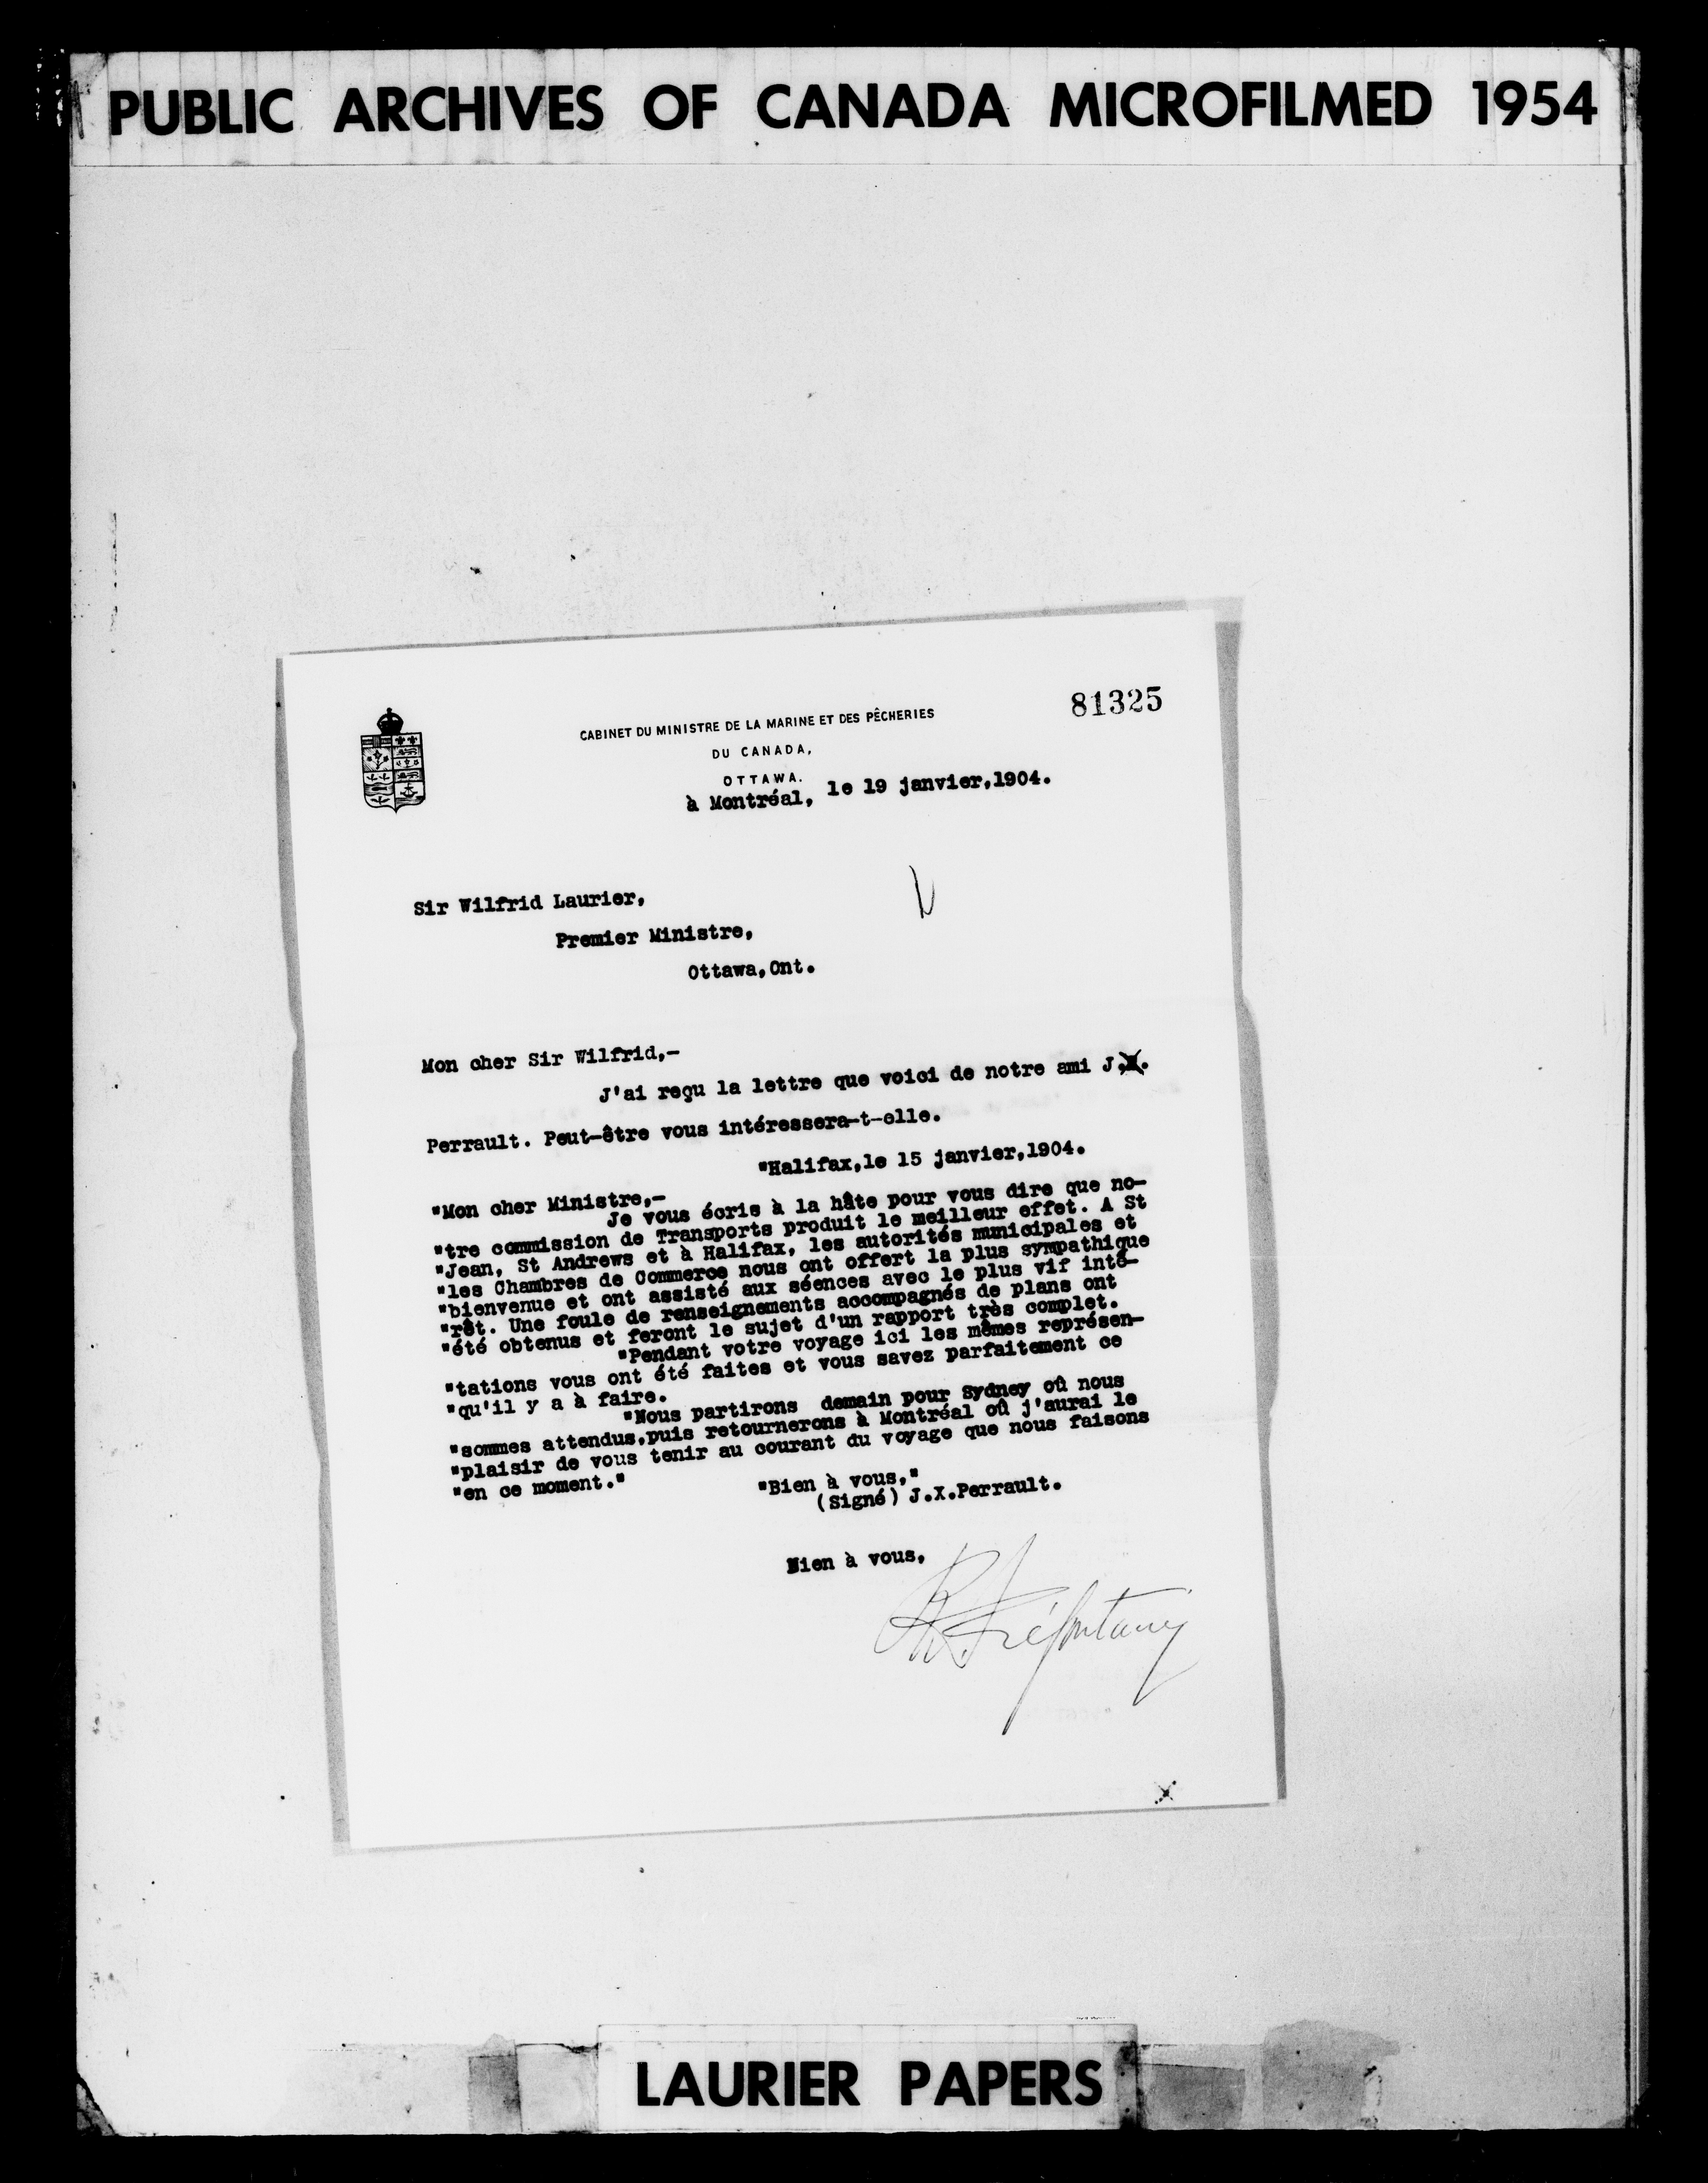 PUBLIC ARCHIVES OF CANADA MICROFILMED 1954
81325
CABINET DU MINISTRE DE LA MARINE ET DES PÊCHERIES
DU CANADA,
OTTAWA.
à Montréal, le 19 janvier,1904.
Sir Wilfrid Laurier,
Premier Ministre,
Ottawa,Ont.
Mon cher Sir Wilfrid,-
J'ai reçu la lettre que voici de notre ami J.X.
Perrault. Peut-être vous intéressera-t-elle.
"Halifax,le 15 janvier,1904.
"Mon cher Ministre,-
Je vous écris à la hâte pour vous dire que no-
"tre commission de Transports produit le meilleur effet. A St
"Jean, St Andrews et à Halifax, les autorités municipales et
"les Chambres de Commerce nous ont offert la plus sympathique
"bienvenue et ont assisté aux séences avec le plus vif inté-
"rêt. Une foule de renseignements accompagnés de plans ont
"été obtenus et feront le sujet d'un rapport très complet.
"Pendant votre voyage ici les mêmes représen-
"tations vous ont été faites et vous savez parfaitement ce
"qu'il y a à faire.
"Nous partirons demain pour Sydney où nous
"sommes attendus,puis retournerons à Montréal où j'aurai le
"plaisir de vous tenir au courant du voyage que nous faisons
"en ce moment."
"Bien à vous,"
(Signé) J.X.Perrault.
Bien à vous,
R. Préfontaine
LAURIER PAPERS